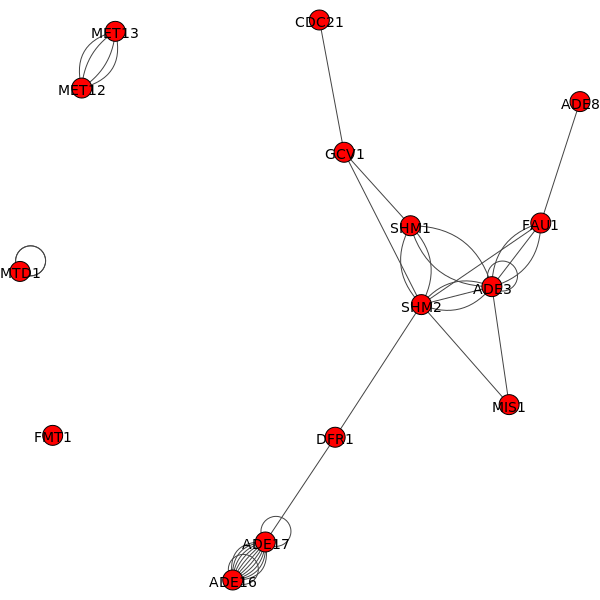 CDC21
MET13
MET12
ADE8
GCV1
FAU1
SHM1
MTD1
ADE3
SHM2
MIS1
FMT1
DFR1
ADE17
ADE16